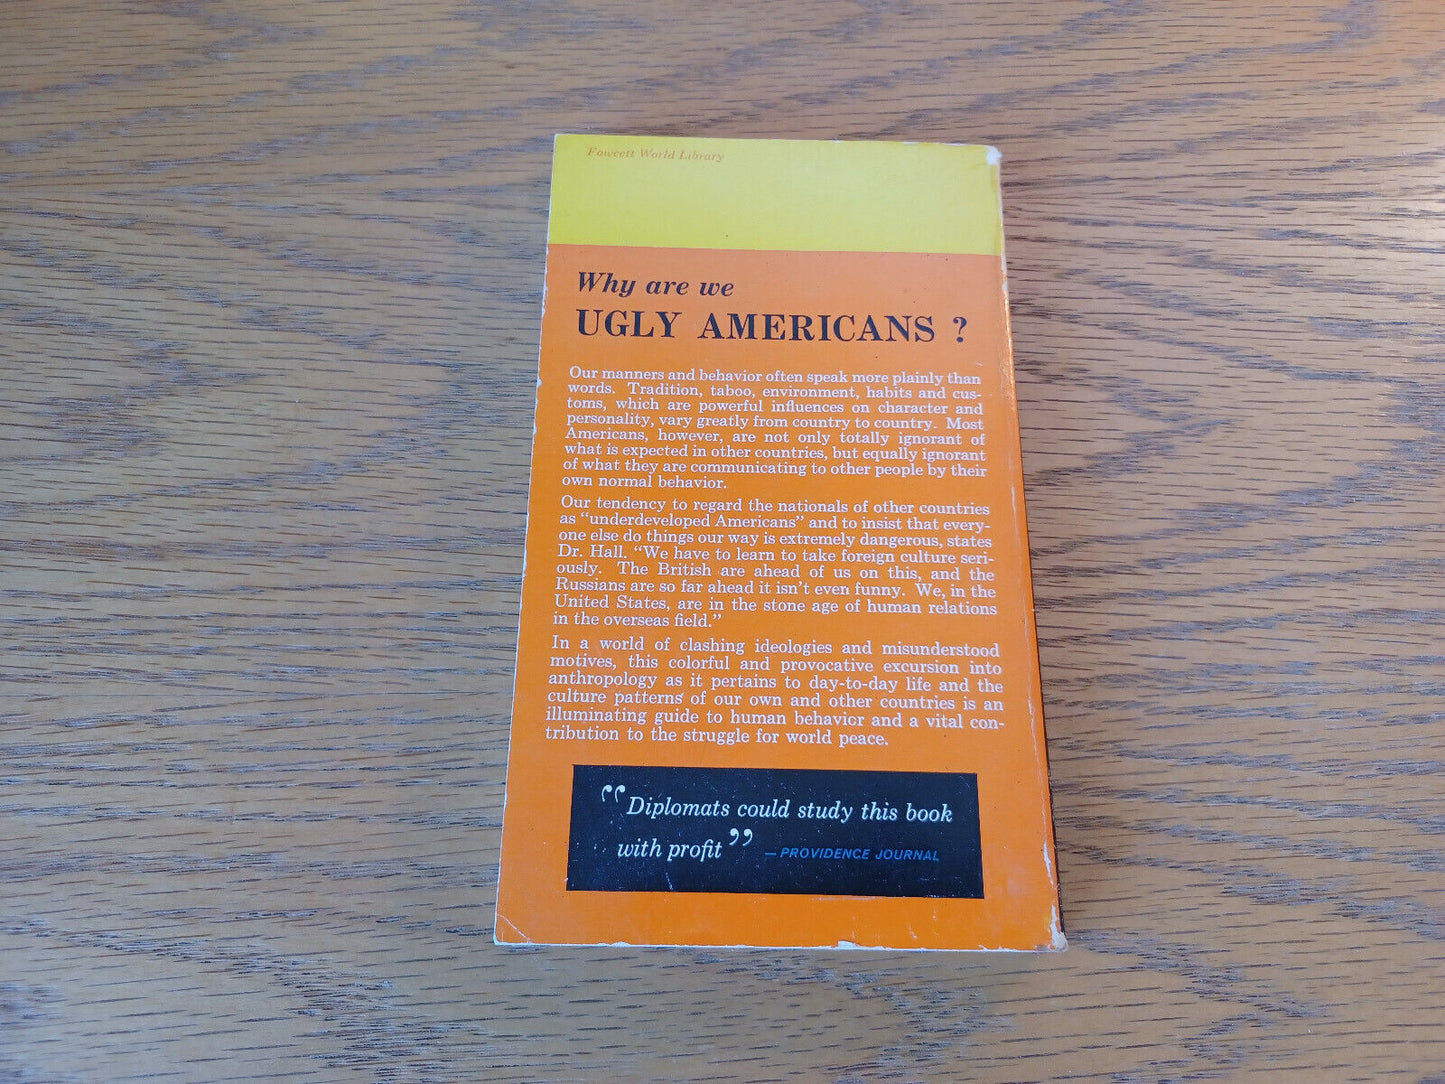 Fawcett World Library
Why are we
UGLY AMERICANS ?
Our manners and behavior often speak more plainly than
words. Tradition, taboo, environment, habits and cus-
toms, which are powerful influences on character and
personality, vary greatly from country to country. Most
Americans, however, are not only totally ignorant of
what is expected in other countries, but equally ignorant
of what they are communicating to other people by their
own normal behavior.
Our tendency to regard the nationals of other countries
as "underdeveloped Americans" and to insist that every-
one else do things our way is extremely dangerous, states
Dr. Hall. "We have to learn to take foreign culture seri-
ously. The British are ahead of us on this, and the
Russians are so far ahead it isn't even funny. We, in the
United States, are in the stone age of human relations
in the overseas field."
In a world of clashing ideologies and misunderstood
motives, this colorful and provocative excursion into
anthropology as it pertains to day-to-day life and the
culture patterns of our own and other countries is an
illuminating guide to human behavior and a vital con-
tribution to the struggle for world peace.
“Diplomats could study this book
with profit” — PROVIDENCE JOURNAL